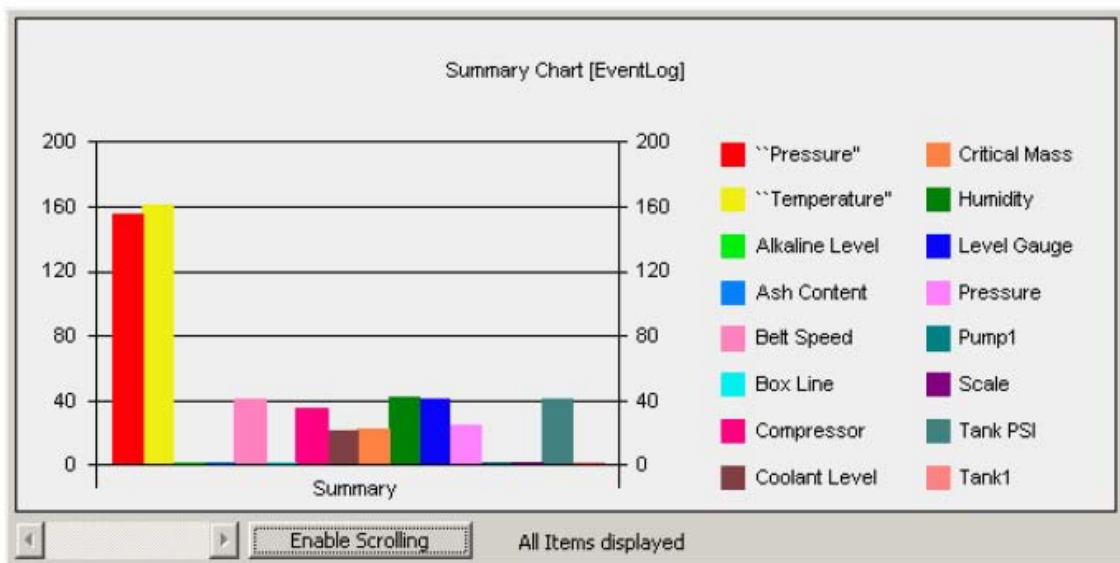 Summary Chart [EventLog]
200
160
120
80
40
0
200
160
120
80
40
0
Summary
``Pressure"
``Temperature"
Alkaline Level
Ash Content
Belt Speed
Box Line
Compressor
Coolant Level
Critical Mass
Humidity
Level Gauge
Pressure
Pump1
Scale
Tank PSI
Tank1
Enable Scrolling
All Items displayed